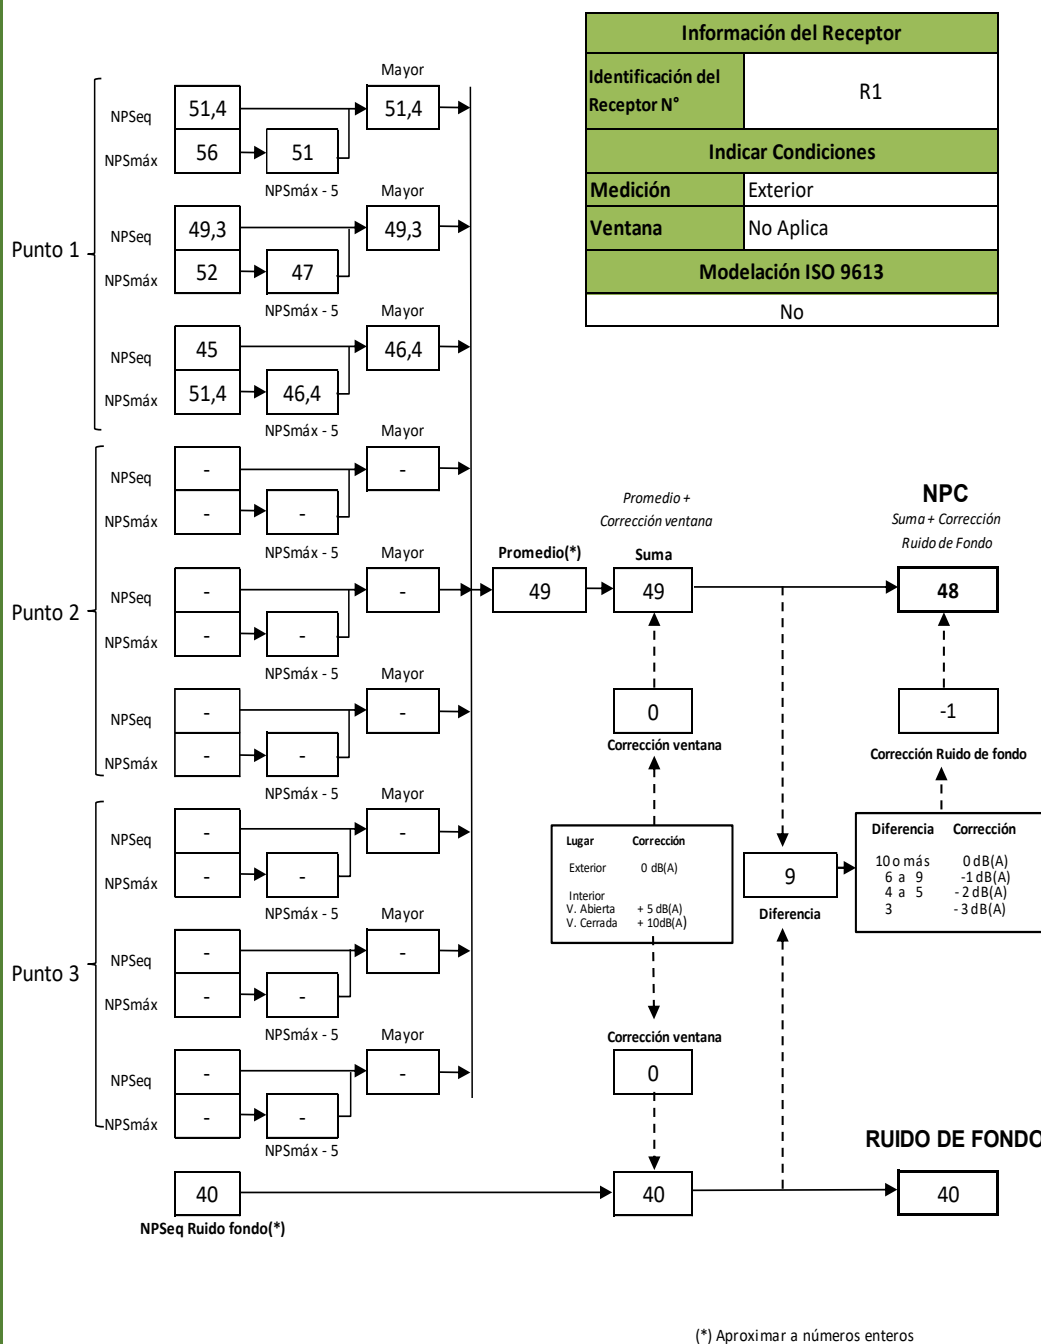 Información del Receptor
Identificación del
Receptor N°
R1
Indicar Condiciones
Medición Exterior
Ventana No Aplica
Modelación ISO 9613
No
Punto 1
Mayor
NPSeq 51,4 51,4
NPSmáx 56 51
NPSmáx - 5
Mayor
NPSeq 49,3 49,3
NPSmáx 52 47
NPSmáx - 5
Mayor
NPSeq 45 46,4
NPSmáx 51,4 46,4
NPSmáx - 5
Punto 2
Mayor
NPSeq - -
NPSmáx - -
NPSmáx - 5
Mayor
NPSeq - -
NPSmáx - -
NPSmáx - 5
Mayor
NPSeq - -
NPSmáx - -
NPSmáx - 5
Punto 3
Mayor
NPSeq - -
NPSmáx - -
NPSmáx - 5
Mayor
NPSeq - -
NPSmáx - -
NPSmáx - 5
Mayor
NPSeq - -
NPSmáx - -
NPSmáx - 5
Promedio(*)
49
Promedio +
Corrección ventana
Suma
49
0
Corrección ventana
Lugar Corrección
Exterior 0 dB(A)
Interior
V. Abierta + 5 dB(A)
V. Cerrada + 10dB(A)
Corrección ventana
0
NPC
Suma + Corrección
Ruido de Fondo
48
-1
Corrección Ruido de fondo
9
Diferencia
Diferencia Corrección
10 o más 0 dB(A)
6 a 9 -1 dB(A)
4 a 5 - 2 dB(A)
3 - 3 dB(A)
RUIDO DE FONDO
40 40 40
NPSeq Ruido fondo(*)
(*) Aproximar a números enteros